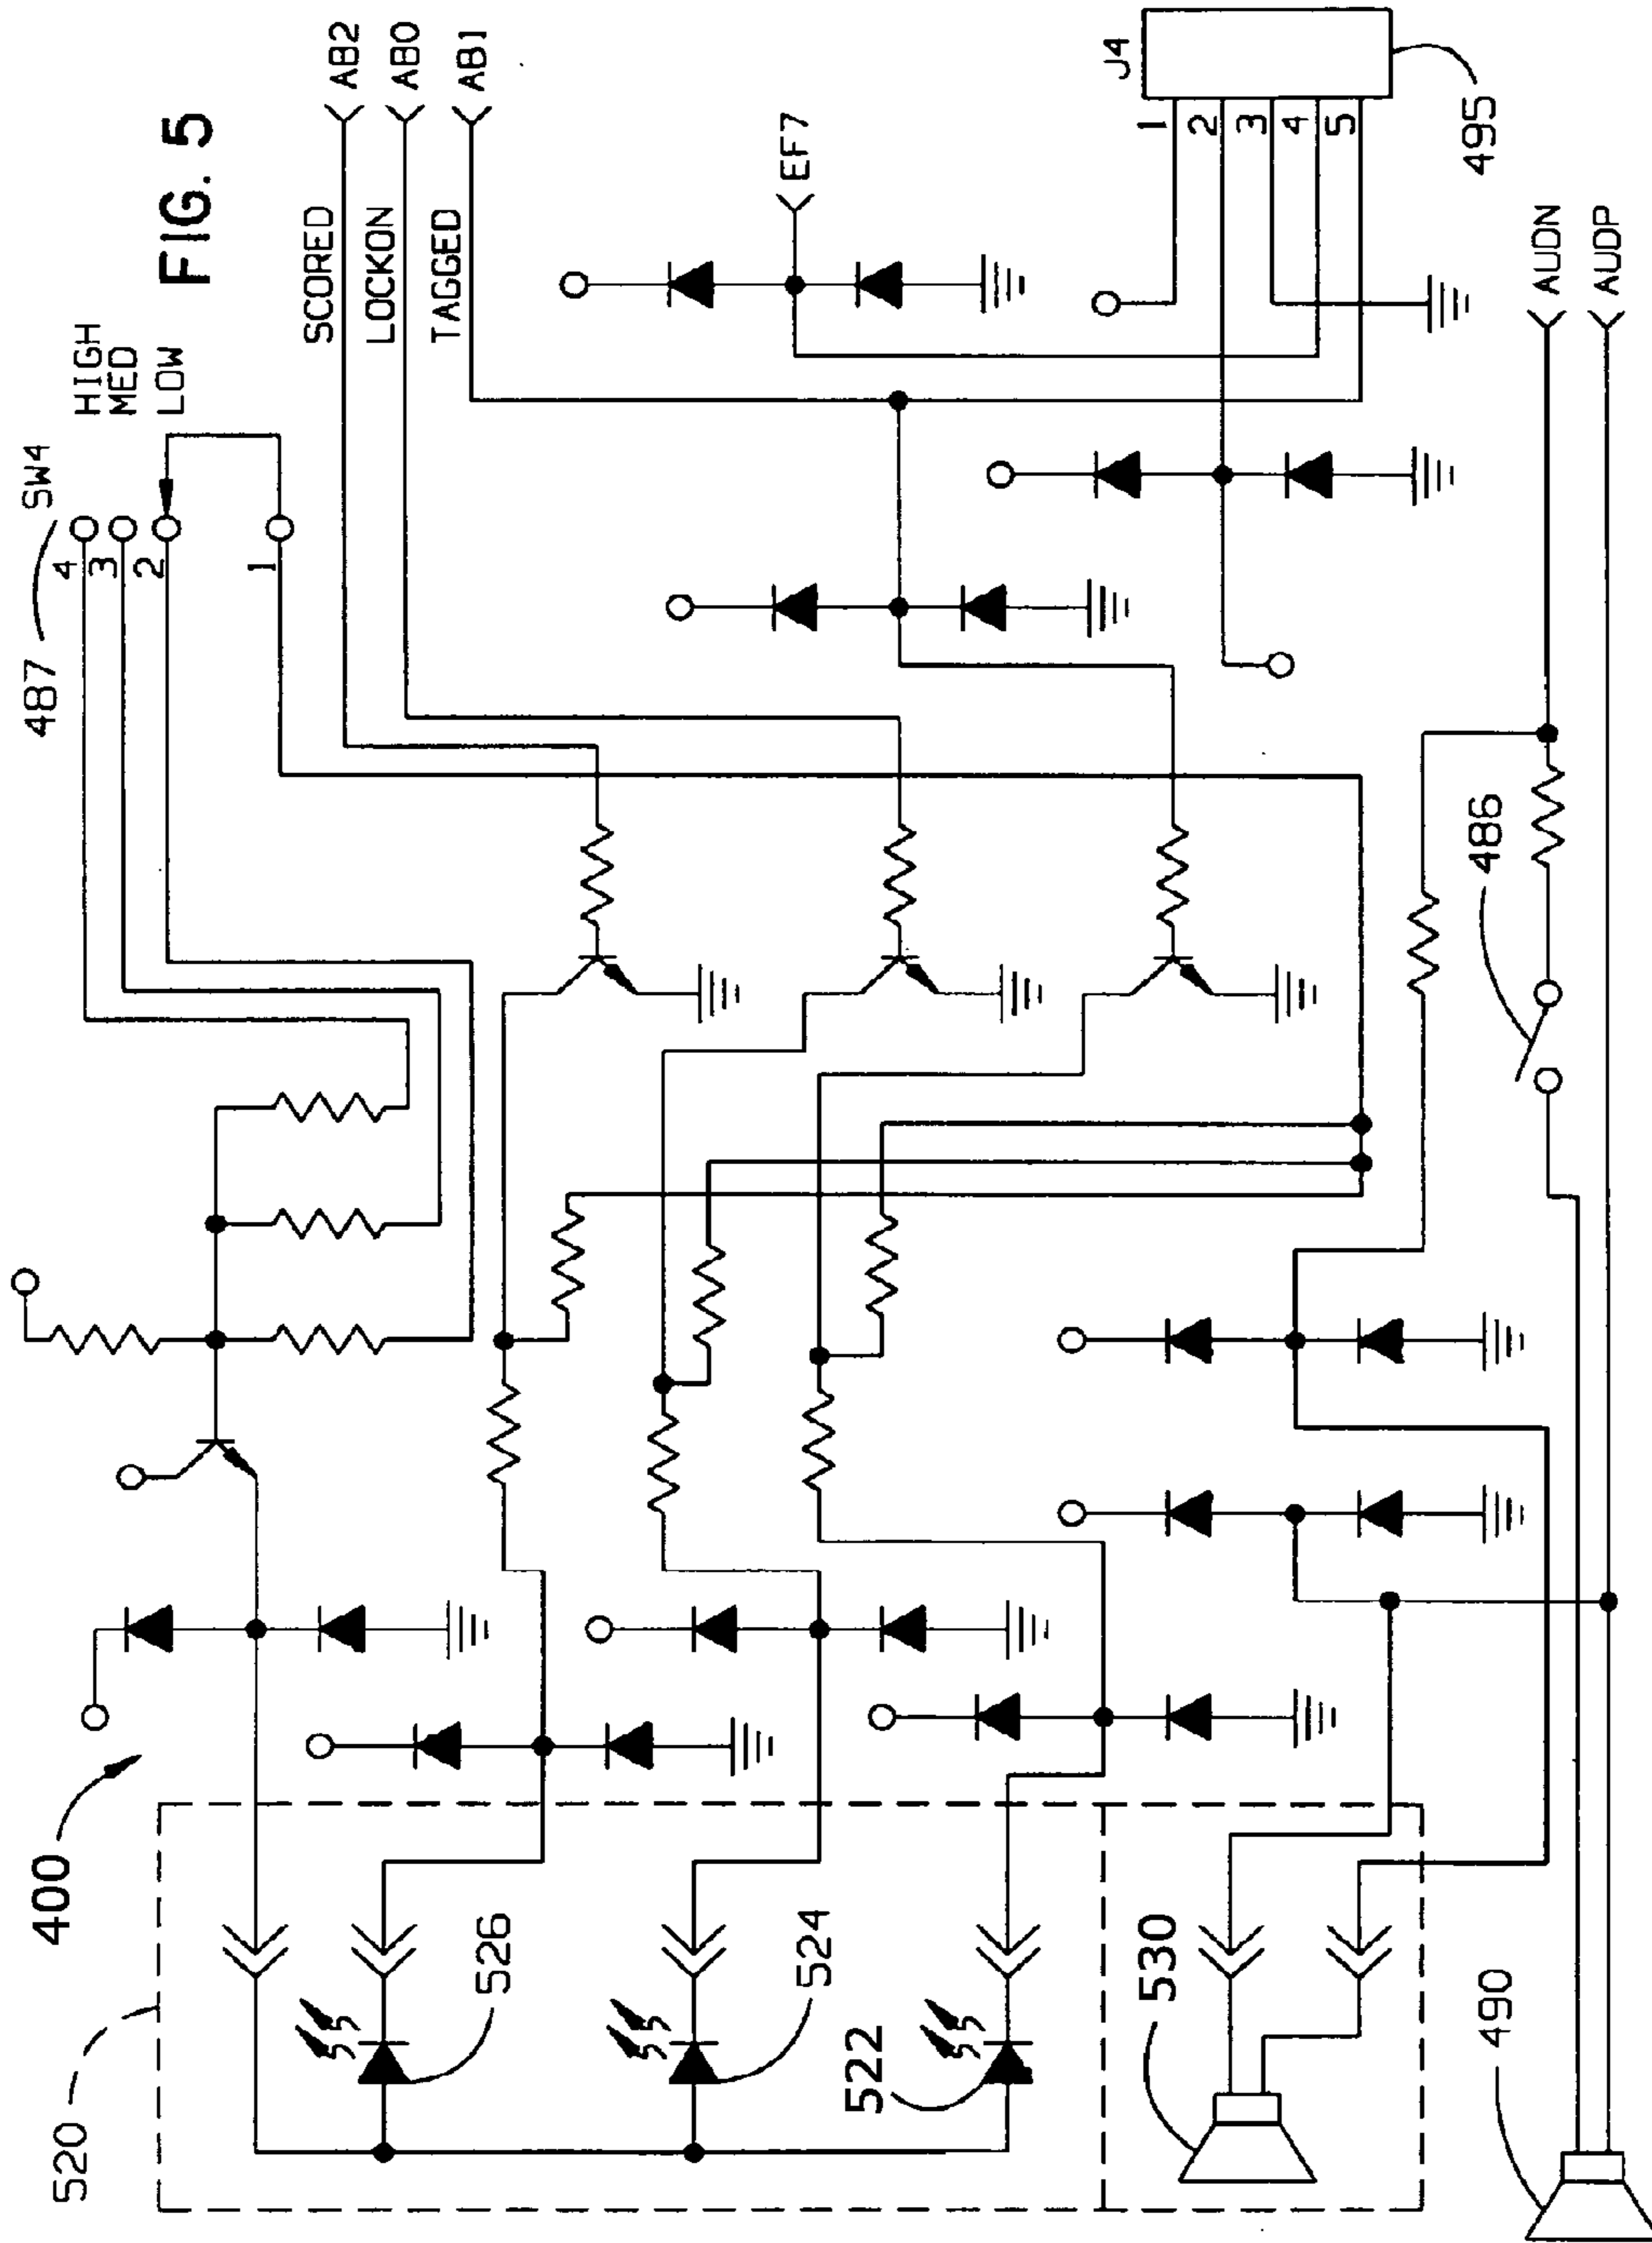 FIG. 5
487
SW4
4
3
2
1
HIGH
MED
LOW
SCORED
AB2
LOCKON
AB0
TAGGED
AB1
EF7
J4
1
2
3
4
5
495
AUDN
AUDP
486
400
520
526
524
522
530
490